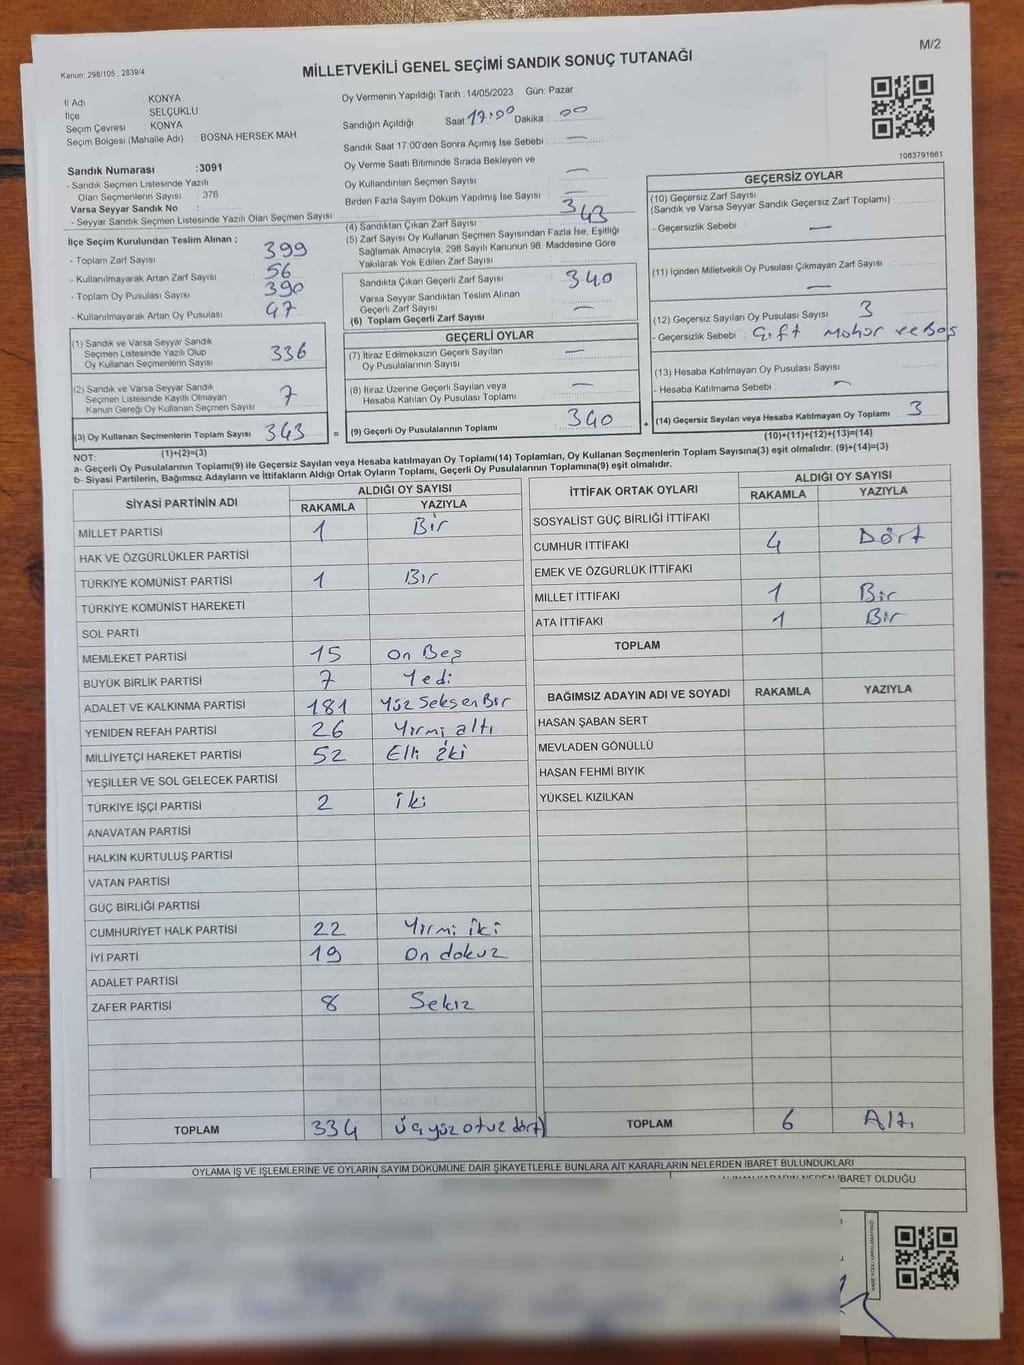 M/2
Kanun: 298/105 , 2839/4
MİLLETVEKİLİ GENEL SEÇİMİ SANDIK SONUÇ TUTANAĞI
İl Adı : KONYA
İlçe : SELÇUKLU
Seçim Çevresi : KONYA
Seçim Bölgesi (Mahalle Adı) BOSNA HERSEK MAH
Sandık Numarası :3091
- Sandık Seçmen Listesinde Yazılı
Olan Seçmenlerin Sayısı : 376
Varsa Seyyar Sandık No :
- Seyyar Sandık Seçmen Listesinde Yazılı Olan Seçmen Sayısı :
Oy Vermenin Yapıldığı Tarih :14/05/2023 Gün: Pazar
Sandığın Açıldığı Saat 17:00 Dakika : 00
Sandık Saat 17.00'den Sonra Açımış İse Sebebi : —
Oy Verme Saati Bitiminde Sırada Bekleyen ve
Oy Kullandırılan Seçmen Sayısı —
Birden Fazla Sayım Döküm Yapılmış İse Sayısı —
1083791661
İlçe Seçim Kurulundan Teslim Alınan ;
- Toplam Zarf Sayısı 399
- Kullanılmayarak Artan Zarf Sayısı 56
- Toplam Oy Pusulası Sayısı 390
- Kullanılmayarak Artan Oy Pusulası 47
(1) Sandık ve Varsa Seyyar Sandık
Seçmen Listesinde Yazılı Olup
Oy Kullanan Seçmenlerin Sayısı 336
(2) Sandık ve Varsa Seyyar Sandık
Seçmen Listesinde Kayıtlı Olmayan
Kanun Gereği Oy Kullanan Seçmen Sayısı 7
(3) Oy Kullanan Seçmenlerin Toplam Sayısı 343
(1)+(2)=(3)
(4) Sandıktan Çıkan Zarf Sayısı 343
(5) Zarf Sayısı Oy Kullanan Seçmen Sayısından Fazla İse, Eşitliği
Sağlamak Amacıyla, 298 Sayılı Kanunun 98. Maddesine Göre
Yakılarak Yok Edilen Zarf Sayısı
Sandıkta Çıkan Geçerli Zarf Sayısı 340
Varsa Seyyar Sandıktan Teslim Alınan
Geçerli Zarf Sayısı —
(6) Toplam Geçerli Zarf Sayısı
GEÇERLİ OYLAR
(7) İtiraz Edilmeksizin Geçerli Sayılan
Oy Pusulalarının Sayısı —
(8) İtiraz Üzerine Geçerli Sayılan veya
Hesaba Katılan Oy Pusulası Toplamı —
= (9) Geçerli Oy Pusulalarının Toplamı 340
GEÇERSİZ OYLAR
(10) Geçersiz Zarf Sayısı
(Sandık ve Varsa Seyyar Sandık Geçersiz Zarf Toplamı)
- Geçersizlik Sebebi : —
(11) İçinden Milletvekili Oy Pusulası Çıkmayan Zarf Sayısı —
(12) Geçersiz Sayılan Oy Pusulası Sayısı 3
- Geçersizlik Sebebi : Çift Mohür veBoş
(13) Hesaba Katılmayan Oy Pusulası Sayısı
- Hesaba Katılmama Sebebi : —
+ (14) Geçersiz Sayılan veya Hesaba Katılmayan Oy Toplamı 3
(10)+(11)+(12)+(13)=(14)
NOT:
a- Geçerli Oy Pusulalarının Toplamı(9) ile Geçersiz Sayılan veya Hesaba katılmayan Oy Toplamı(14) Toplamları, Oy Kullanan Seçmenlerin Toplam Sayısına(3) eşit olmalıdır. (9)+(14)=(3)
b- Siyasi Partilerin, Bağımsız Adayların ve İttifakların Aldığı Ortak Oyların Toplamı, Geçerli Oy Pusulalarının Toplamına(9) eşit olmalıdır.
SİYASİ PARTİNİN ADI ALDIĞI OY SAYISI
RAKAMLA YAZIYLA
MİLLET PARTİSİ 1 Bir
HAK VE ÖZGÜRLÜKLER PARTİSİ
TÜRKİYE KOMÜNİST PARTİSİ 1 Bir
TÜRKİYE KOMÜNİST HAREKETİ
SOL PARTİ
MEMLEKET PARTİSİ 15 on Beş
BÜYÜK BİRLİK PARTİSİ 7 Yedi
ADALET VE KALKINMA PARTİSİ 181 Yüz SeksenBir
YENİDEN REFAH PARTİSİ 26 Yirmi altı
MİLLİYETÇİ HAREKET PARTİSİ 52 Elli iki
YEŞİLLER VE SOL GELECEK PARTİSİ
TÜRKİYE İŞÇİ PARTİSİ 2 iki
ANAVATAN PARTİSİ
HALKIN KURTULUŞ PARTİSİ
VATAN PARTİSİ
GÜÇ BİRLİĞİ PARTİSİ
CUMHURİYET HALK PARTİSİ 22 Yirmi iki
İYİ PARTİ 19 On dokuz
ADALET PARTİSİ
ZAFER PARTİSİ 8 Sekiz
TOPLAM 334 üçyüz otuz dört
İTTİFAK ORTAK OYLARI ALDIĞI OY SAYISI
RAKAMLA YAZIYLA
SOSYALİST GÜÇ BİRLİĞİ İTTİFAKI
CUMHUR İTTİFAKI 4 Dört
EMEK VE ÖZGÜRLÜK İTTİFAKI
MİLLET İTTİFAKI 1 Bir
ATA İTTİFAKI 1 Bir
TOPLAM
BAĞIMSIZ ADAYIN ADI VE SOYADI RAKAMLA YAZIYLA
HASAN ŞABAN SERT
MEVLADEN GÖNÜLLÜ
HASAN FEHMİ BIYIK
YÜKSEL KIZILKAN
TOPLAM 6 Altı
OYLAMA İŞ VE İŞLEMLERİNE VE OYLARIN SAYIM DÖKÜMÜNE DAİR ŞİKAYETLERLE BUNLARA AİT KARARLARIN NELERDEN İBARET BULUNDUKLARI
ALINAN KARARIN NEDEN İBARET OLDUĞU
KARE KODU KARALAMAYINIZ!